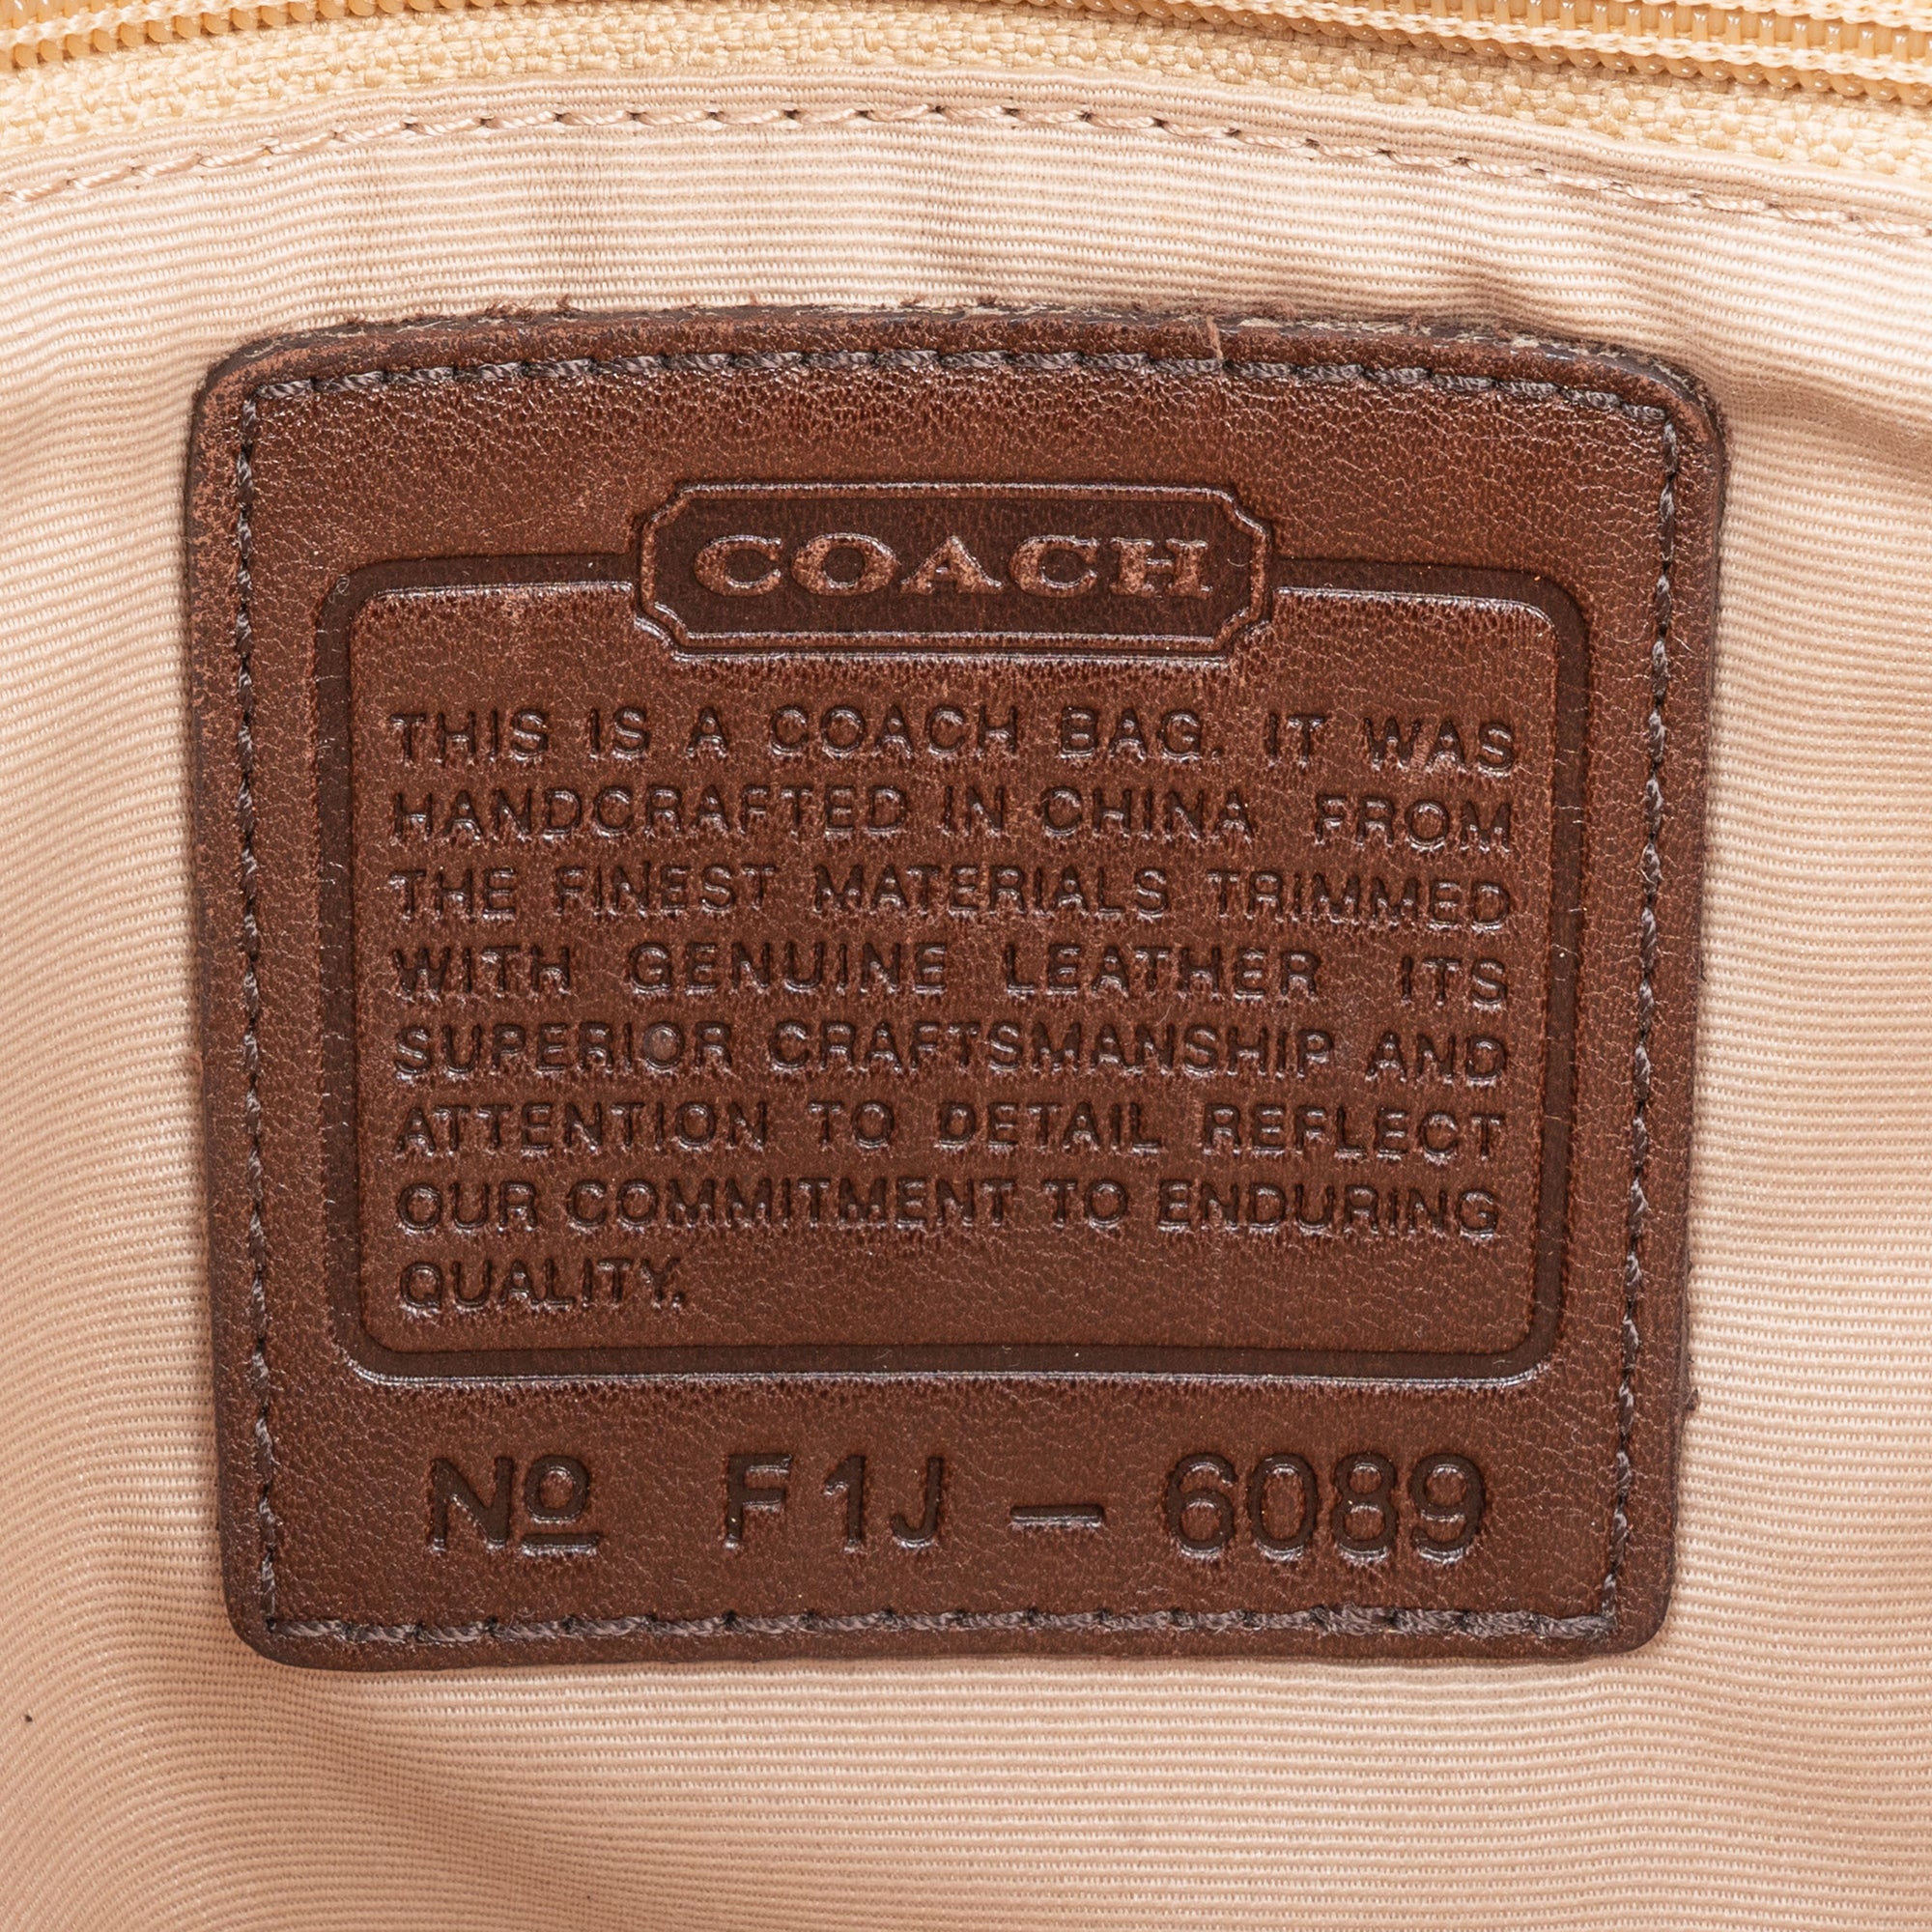 COACH
THIS IS A COACH BAG. IT WAS
HANDCRAFTED IN CHINA FROM
THE FINEST MATERIALS TRIMMED
WITH GENUINE LEATHER ITS
SUPERIOR CRAFTSMANSHIP AND
ATTENTION TO DETAIL REFLECT
OUR COMMITMENT TO ENDURING
QUALITY.
Nº F1J – 6089